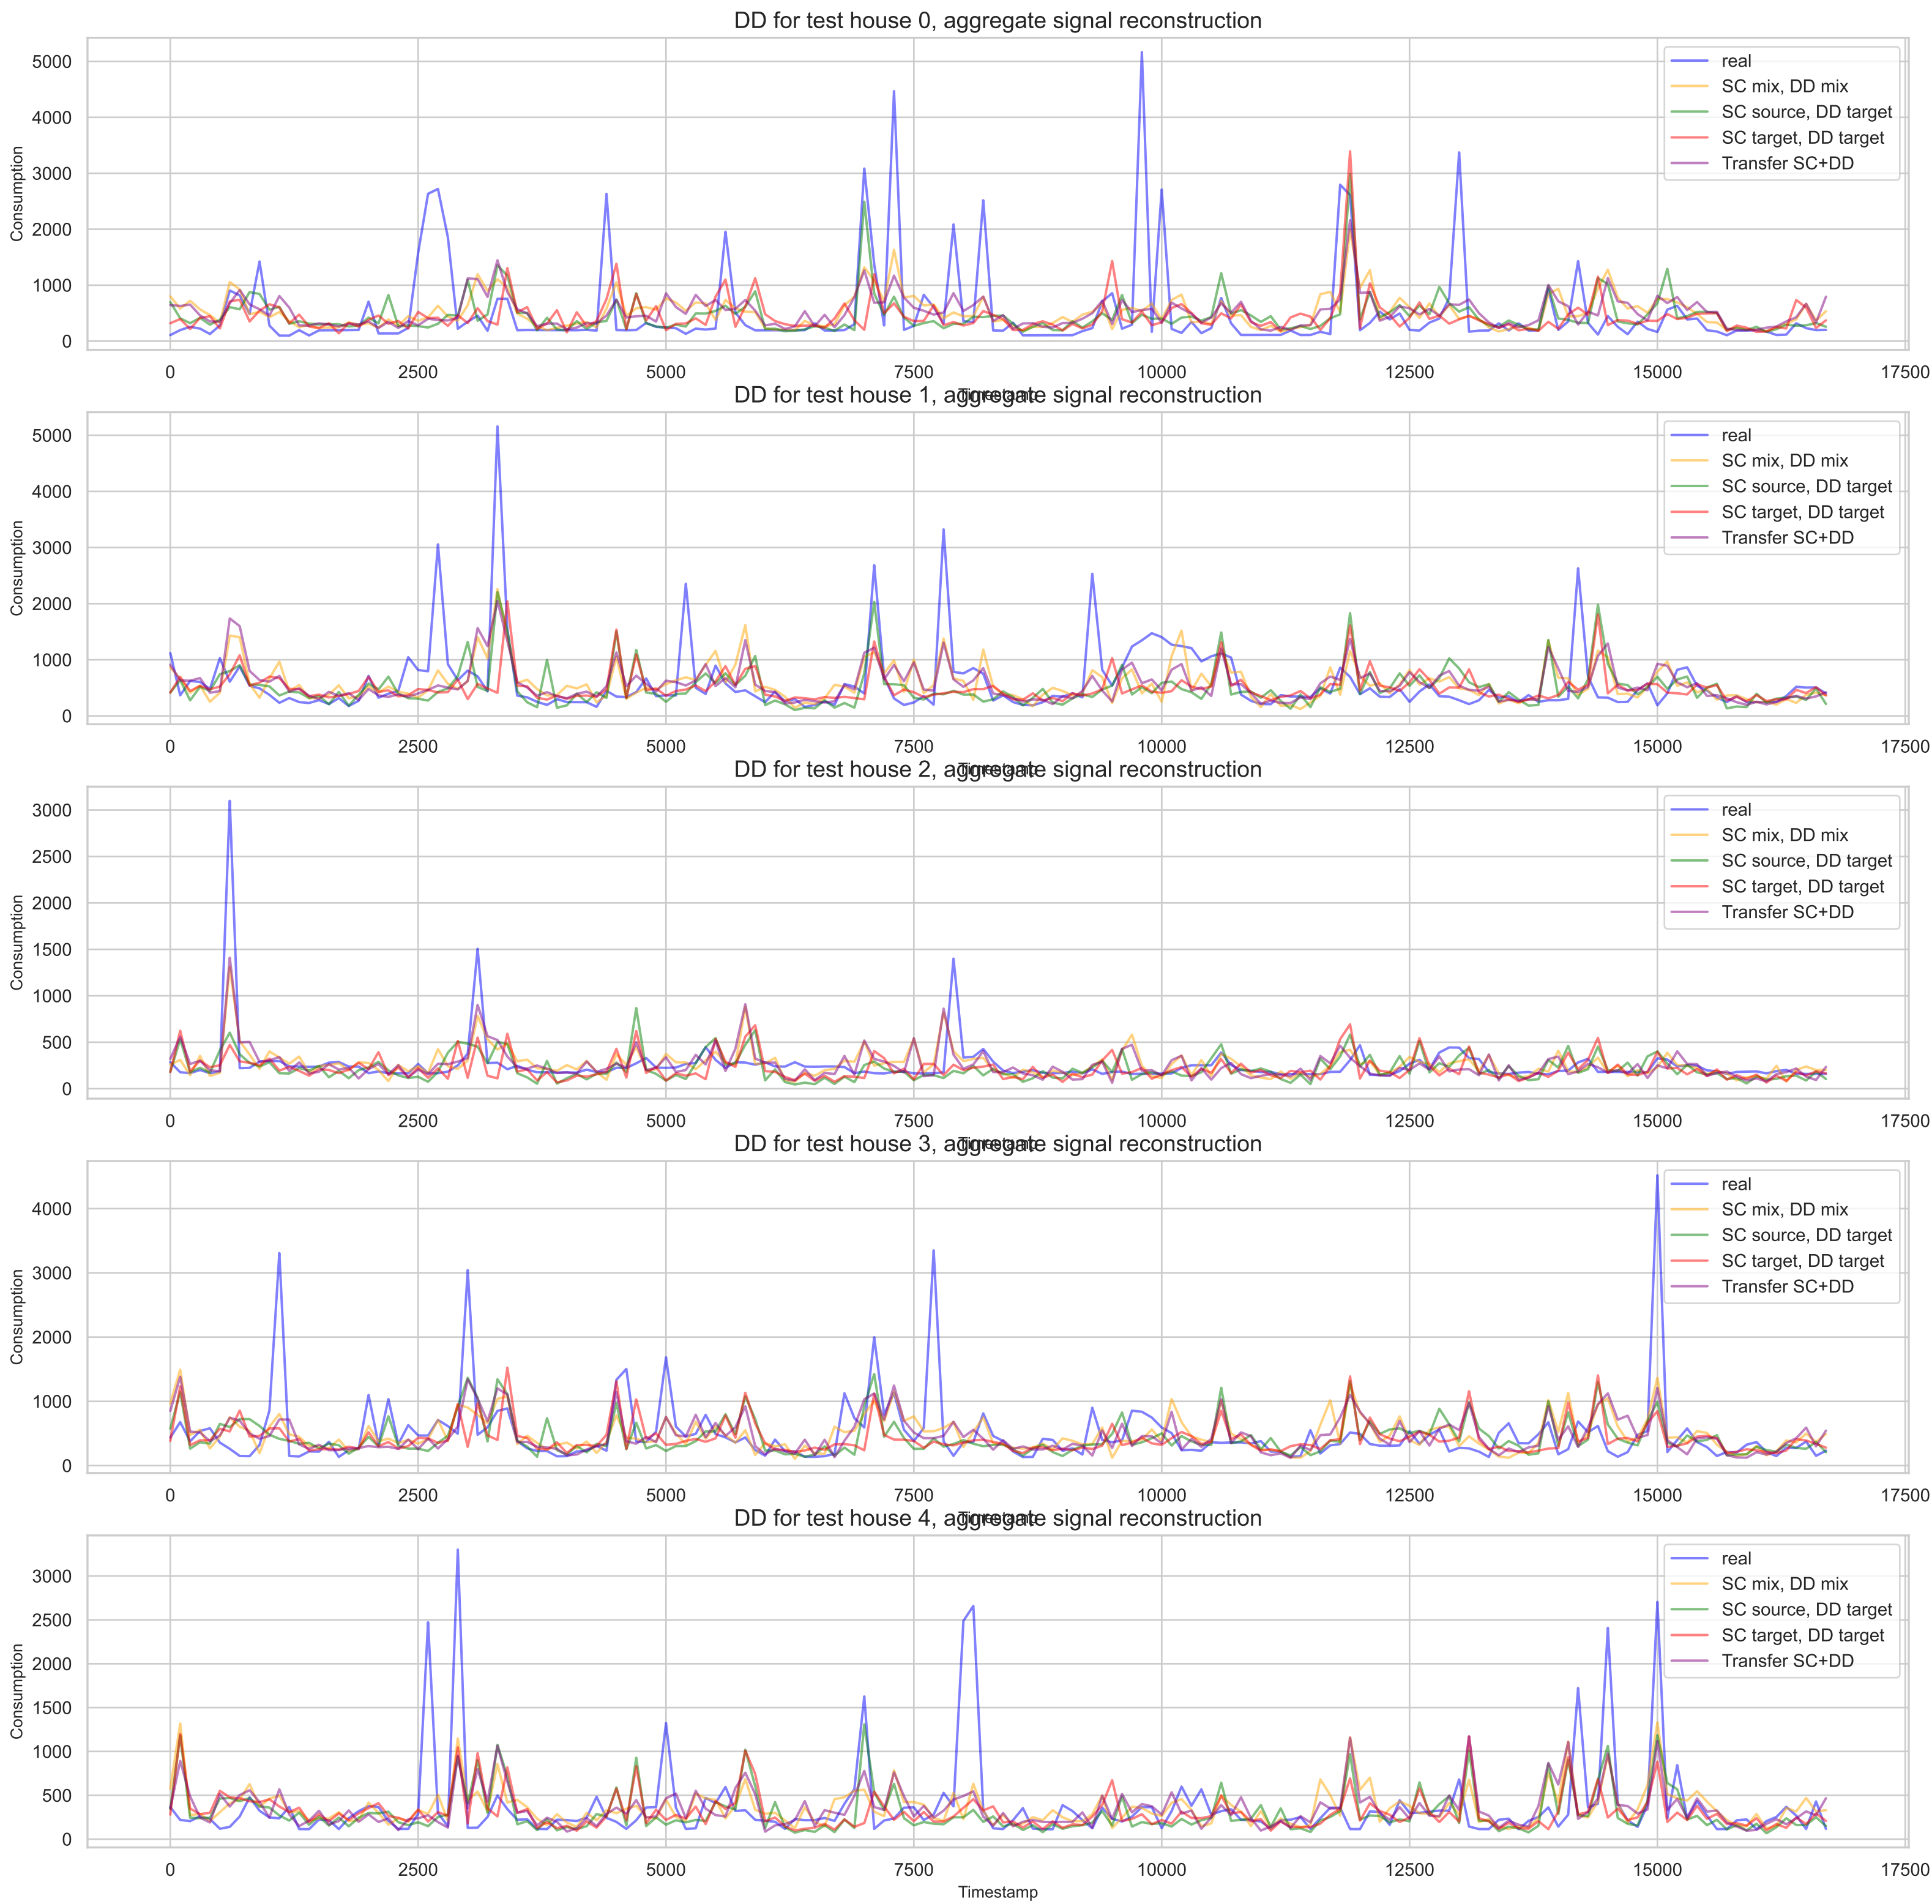 DD for test house 0, aggregate signal reconstruction
Consumption
5000
4000
3000
2000
1000
0
real
SC mix, DD mix
SC source, DD target
SC target, DD target
Transfer SC+DD
0 2500 5000 7500 10000 12500 15000 17500
Timestamp
DD for test house 1, aggregate signal reconstruction
Consumption
5000
4000
3000
2000
1000
0
real
SC mix, DD mix
SC source, DD target
SC target, DD target
Transfer SC+DD
0 2500 5000 7500 10000 12500 15000 17500
Timestamp
DD for test house 2, aggregate signal reconstruction
Consumption
3000
2500
2000
1500
1000
500
0
real
SC mix, DD mix
SC source, DD target
SC target, DD target
Transfer SC+DD
0 2500 5000 7500 10000 12500 15000 17500
Timestamp
DD for test house 3, aggregate signal reconstruction
Consumption
4000
3000
2000
1000
0
real
SC mix, DD mix
SC source, DD target
SC target, DD target
Transfer SC+DD
0 2500 5000 7500 10000 12500 15000 17500
Timestamp
DD for test house 4, aggregate signal reconstruction
Consumption
3000
2500
2000
1500
1000
500
0
real
SC mix, DD mix
SC source, DD target
SC target, DD target
Transfer SC+DD
0 2500 5000 7500 10000 12500 15000 17500
Timestamp